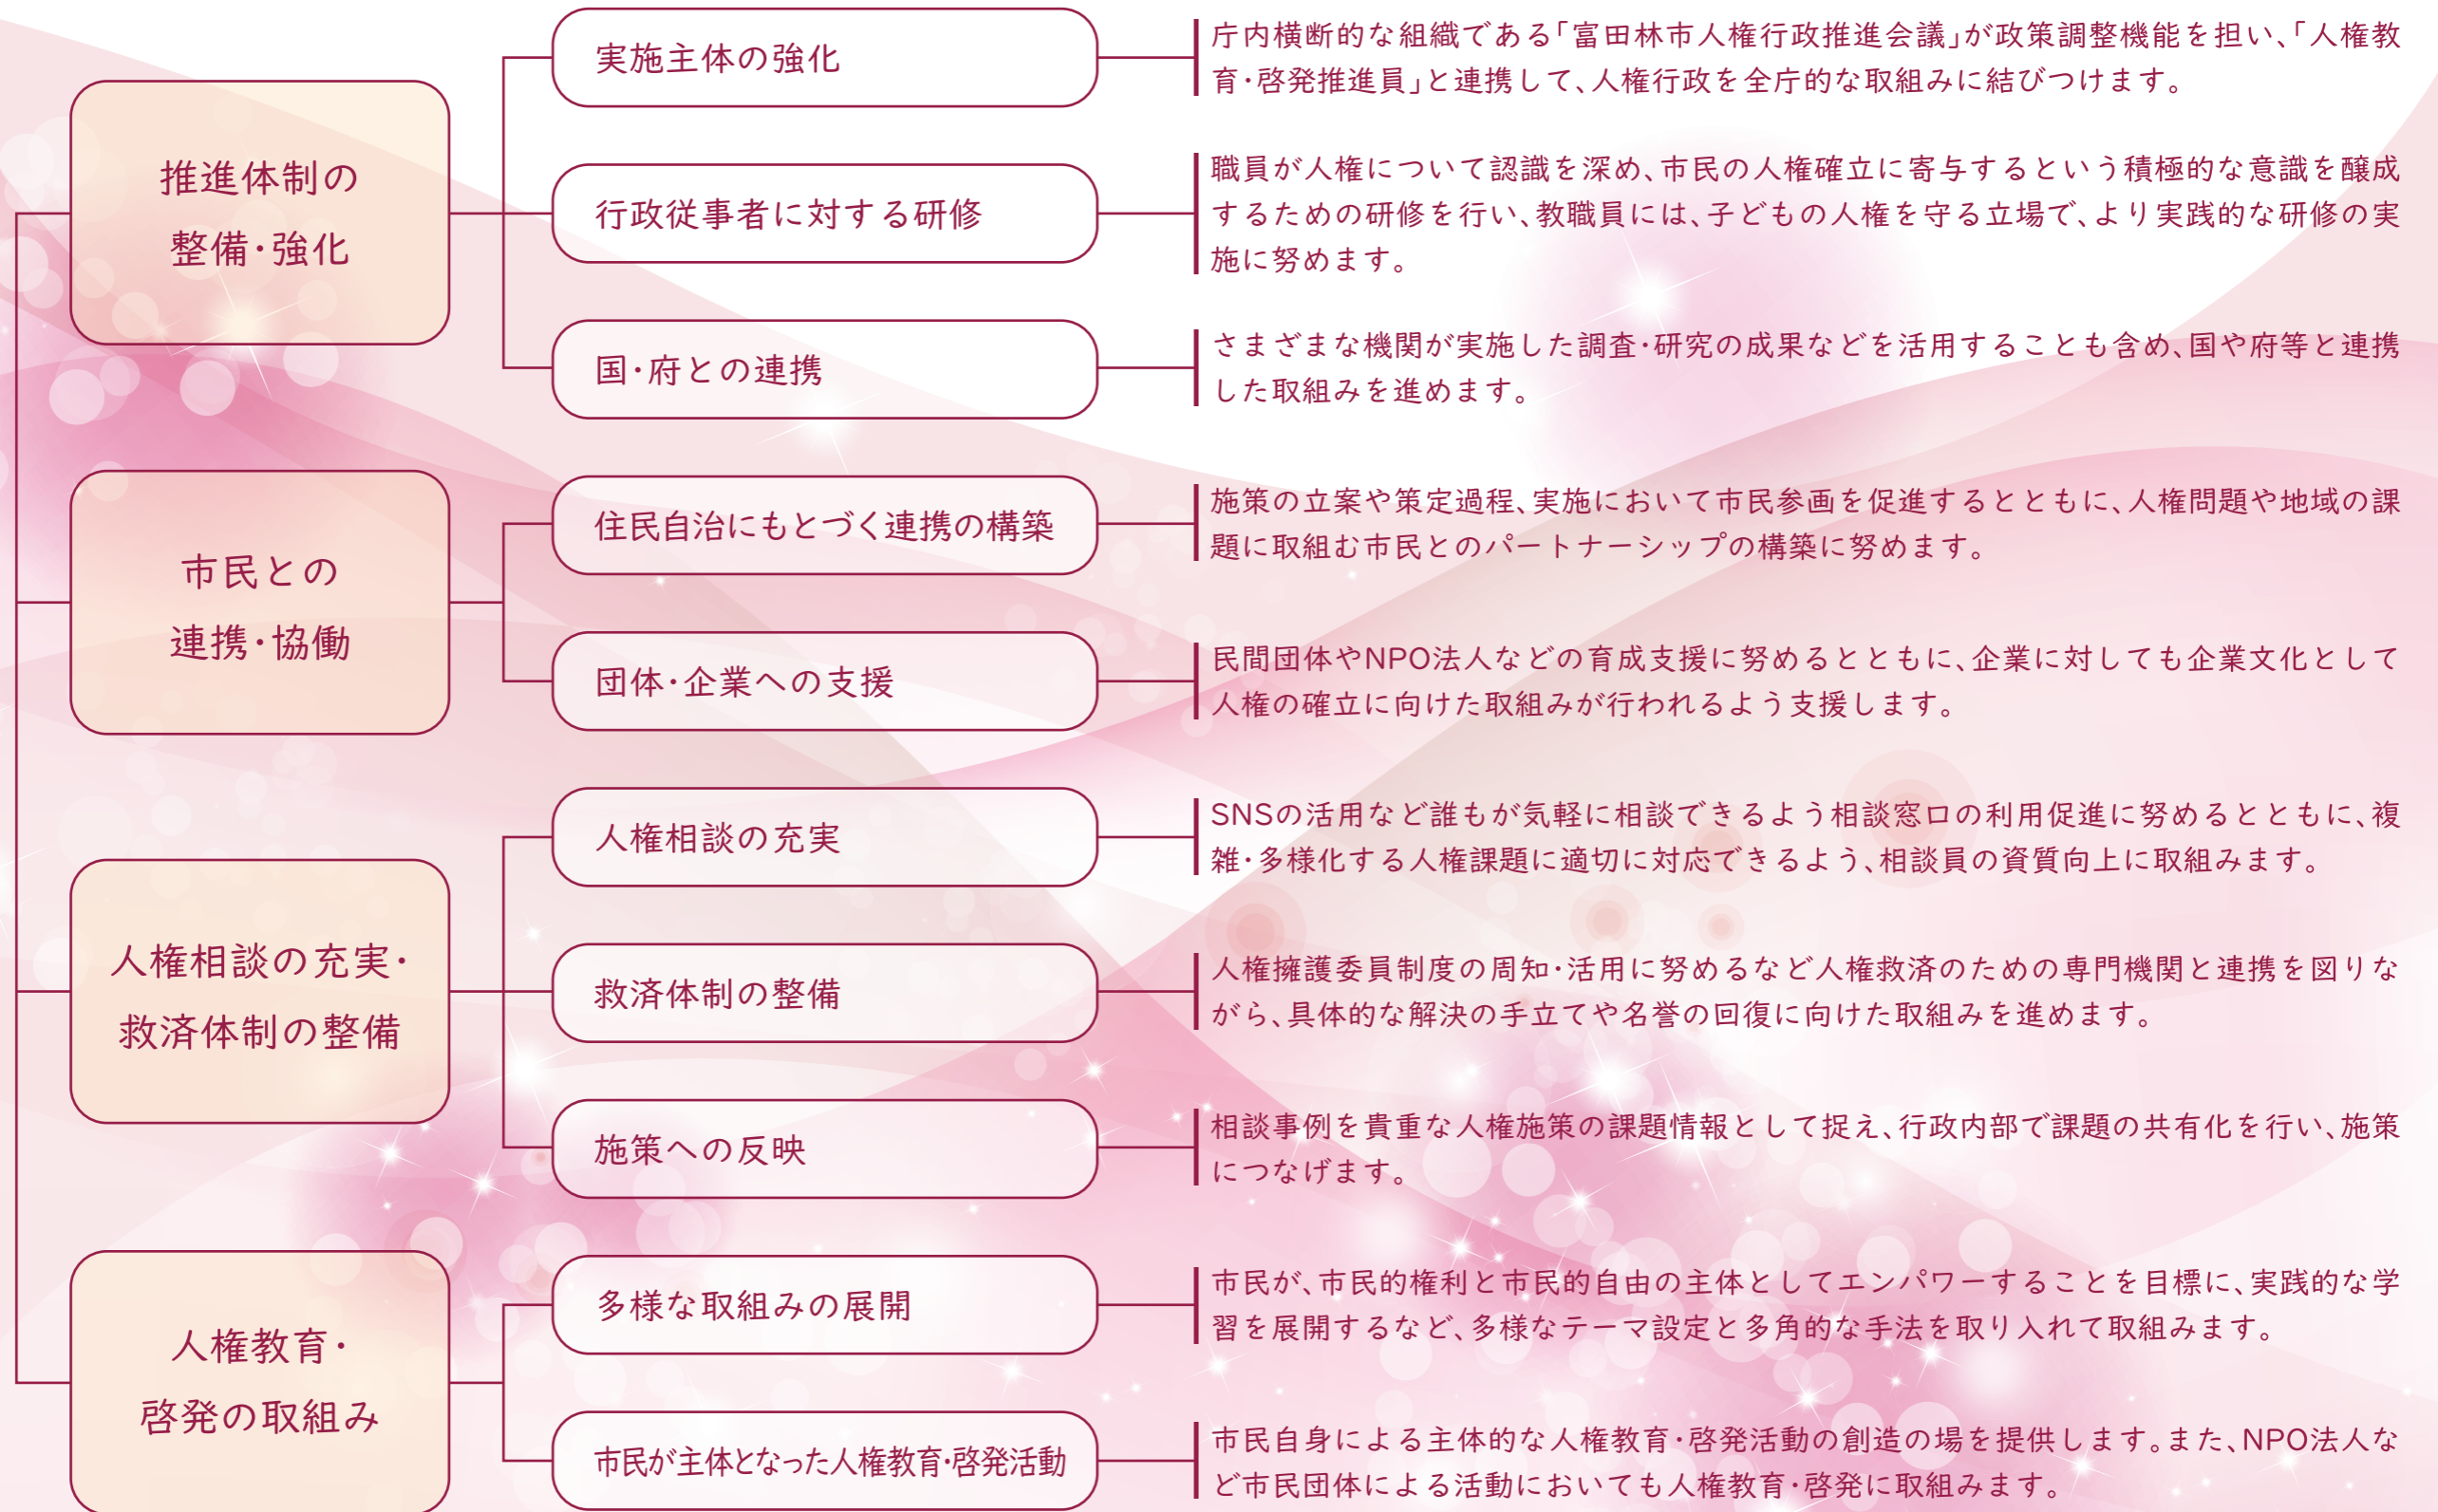 推進体制の
整備・強化
実施主体の強化
庁内横断的な組織である「富田林市人権行政推進会議」が政策調整機能を担い、「人権教
育・啓発推進員」と連携して、人権行政を全庁的な取組みに結びつけます。
行政従事者に対する研修
職員が人権について認識を深め、市民の人権確立に寄与するという積極的な意識を醸成
するための研修を行い、教職員には、子どもの人権を守る立場で、より実践的な研修の実
施に努めます。
国・府との連携
さまざまな機関が実施した調査・研究の成果などを活用することも含め、国や府等と連携
した取組みを進めます。
市民との
連携・協働
住民自治にもとづく連携の構築
施策の立案や策定過程、実施において市民参画を促進するとともに、人権問題や地域の課
題に取組む市民とのパートナーシップの構築に努めます。
団体・企業への支援
民間団体やNPO法人などの育成支援に努めるとともに、企業に対しても企業文化として
人権の確立に向けた取組みが行われるよう支援します。
人権相談の充実・
救済体制の整備
人権相談の充実
SNSの活用など誰もが気軽に相談できるよう相談窓口の利用促進に努めるとともに、複
雑・多様化する人権課題に適切に対応できるよう、相談員の資質向上に取組みます。
救済体制の整備
人権擁護委員制度の周知・活用に努めるなど人権救済のための専門機関と連携を図りな
がら、具体的な解決の手立てや名誉の回復に向けた取組みを進めます。
施策への反映
相談事例を貴重な人権施策の課題情報として捉え、行政内部で課題の共有化を行い、施策
につなげます。
人権教育・
啓発の取組み
多様な取組みの展開
市民が、市民的権利と市民的自由の主体としてエンパワーすることを目標に、実践的な学
習を展開するなど、多様なテーマ設定と多角的な手法を取り入れて取組みます。
市民が主体となった人権教育・啓発活動
市民自身による主体的な人権教育・啓発活動の創造の場を提供します。また、NPO法人な
ど市民団体による活動においても人権教育・啓発に取組みます。